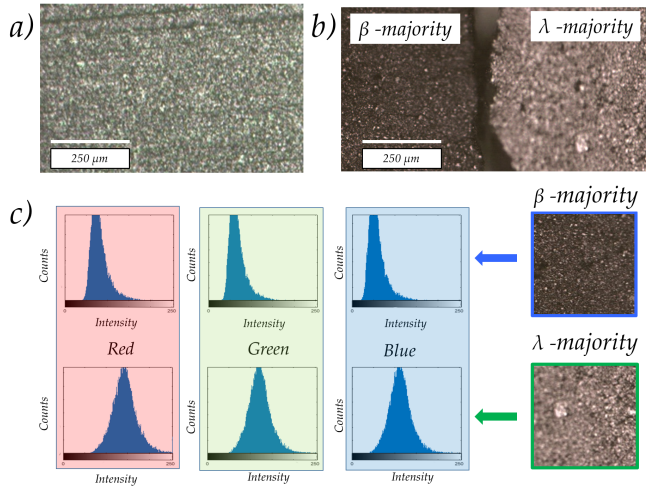 a)
250 µm
b)
β -majority
λ -majority
250 µm
c)
Counts
0
250
Intensity
Counts
0
250
Intensity
Counts
0
250
Intensity
β -majority
Red
Green
Blue
λ -majority
Counts
0
250
Intensity
Counts
0
250
Intensity
Counts
0
250
Intensity